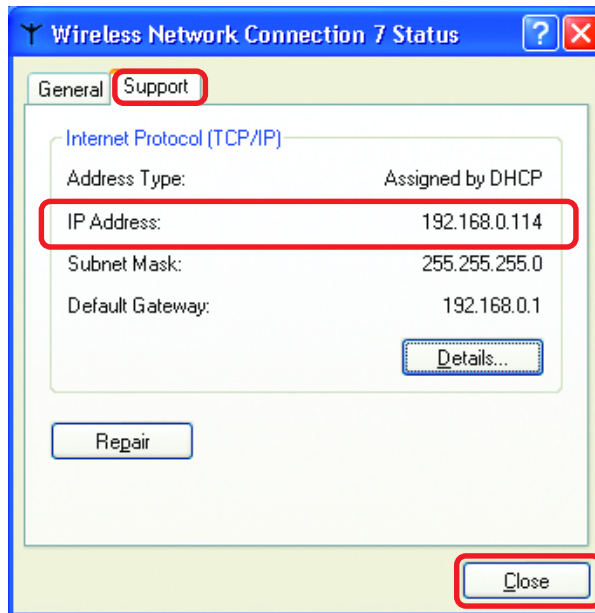 Wireless Network Connection 7 Status
General Support
Internet Protocol (TCP/IP)
Address Type: Assigned by DHCP
IP Address: 192.168.0.114
Subnet Mask: 255.255.255.0
Default Gateway: 192.168.0.1
Details...
Repair
Close